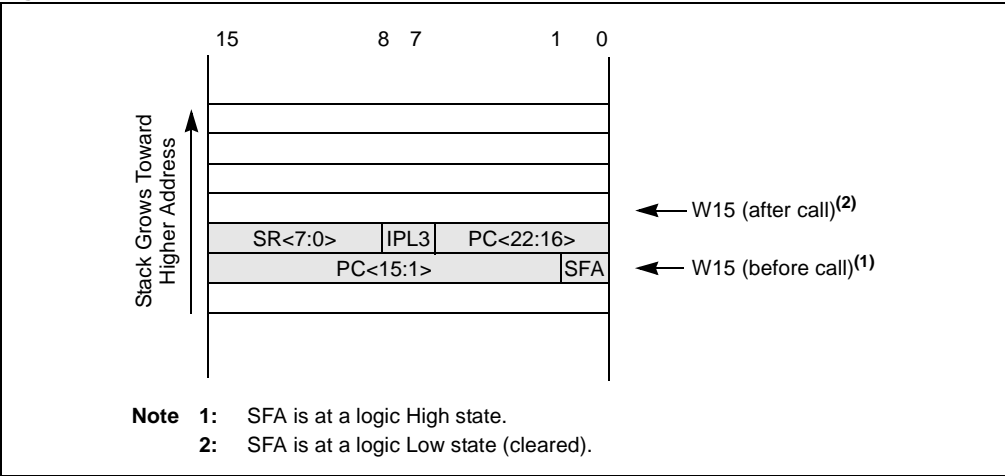 15 8 7 1 0
Stack Grows Toward
Higher Address
W15 (after call)(2)
SR<7:0> IPL3 PC<22:16>
PC<15:1> SFA W15 (before call)(1)
Note 1: SFA is at a logic High state.
2: SFA is at a logic Low state (cleared).